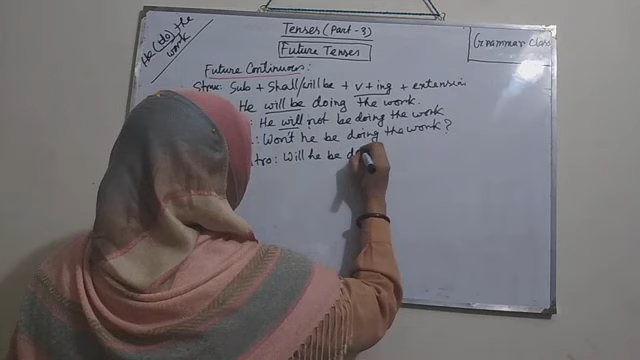 He (do) the
work
Tenses (Part-3)
Future Tenses
Grammar Class
Future Continuous:
Struc: Sub + Shall/will be + v+ing + extension
He will be doing the work.
: He will not be doing the work
: Won't he be doing the work?
tro: Will he be do